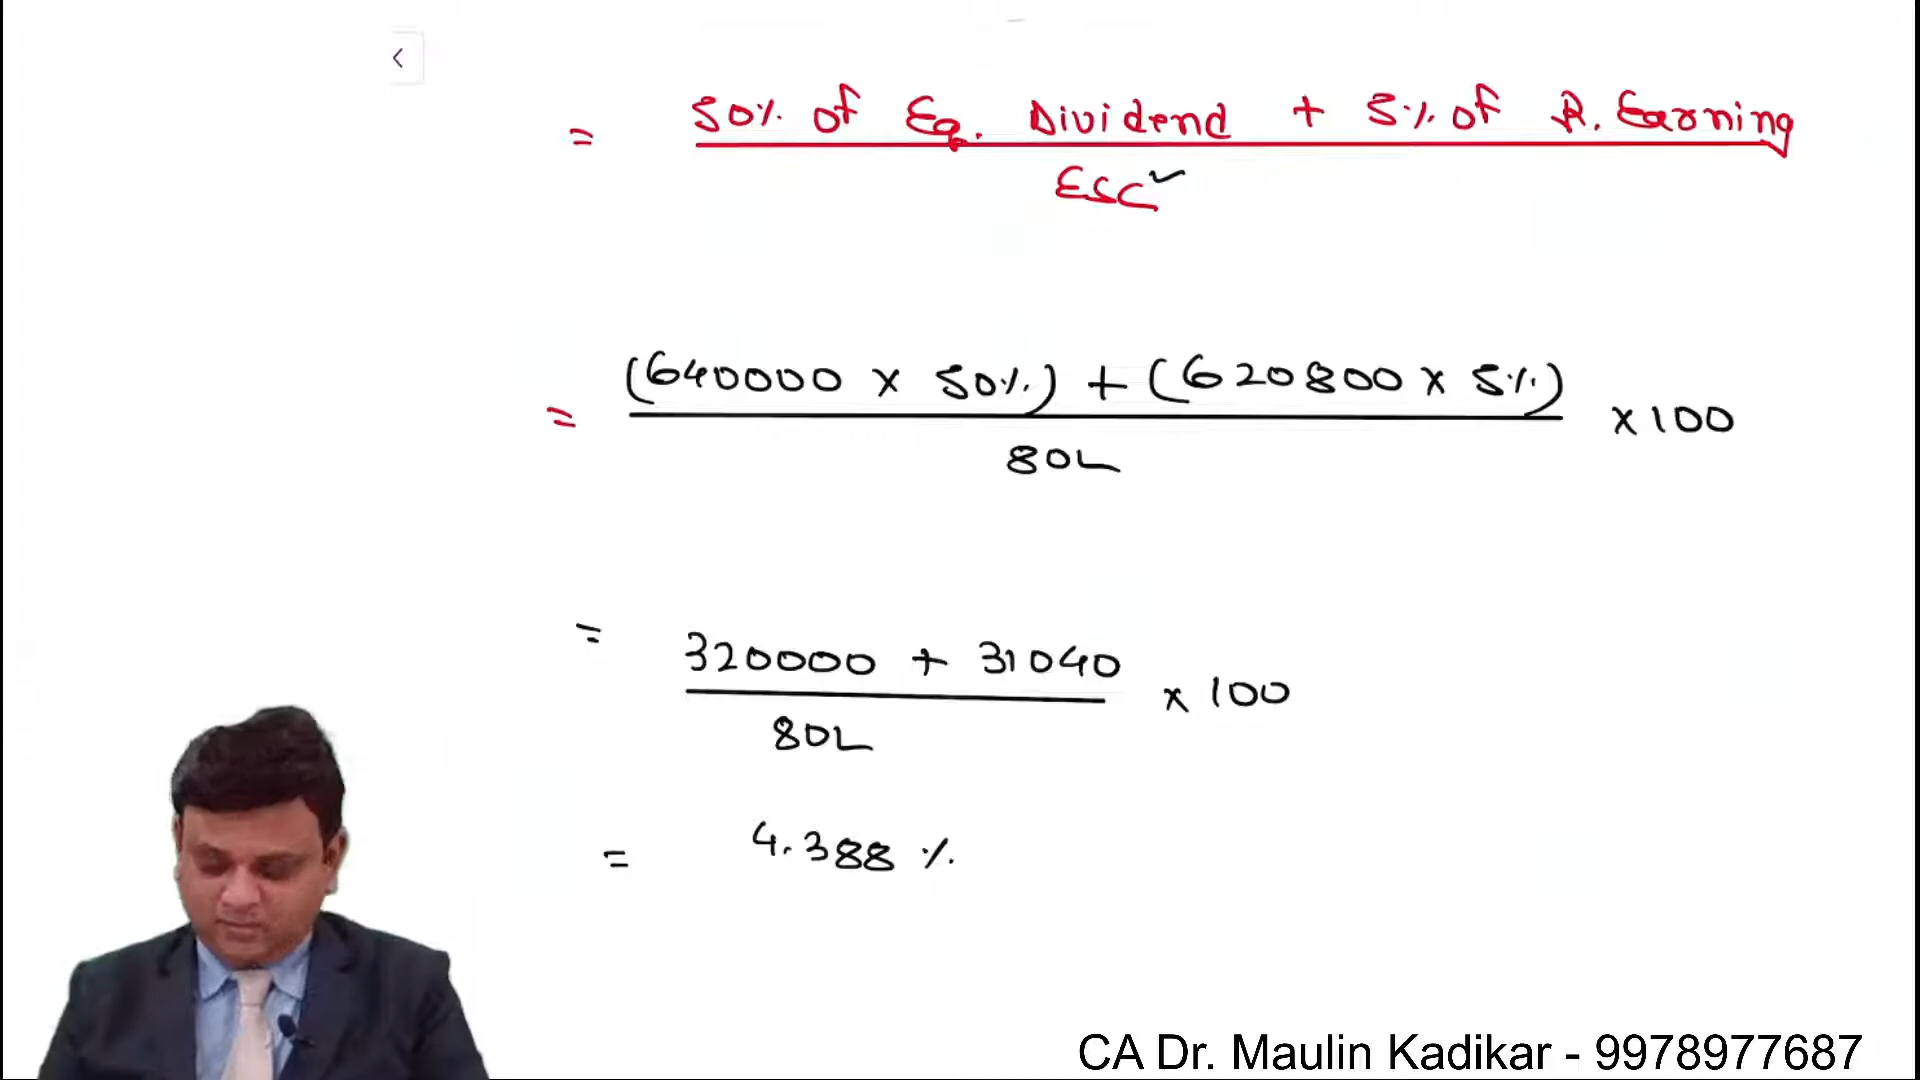 = 50% of Eq. Dividend + 5% of R. Earning
ESC
= (640000 x 50%) + (620800 x 5%) x 100
80L
= 320000 + 31040 x 100
80L
= 4.388 %
CA Dr. Maulin Kadikar - 9978977687